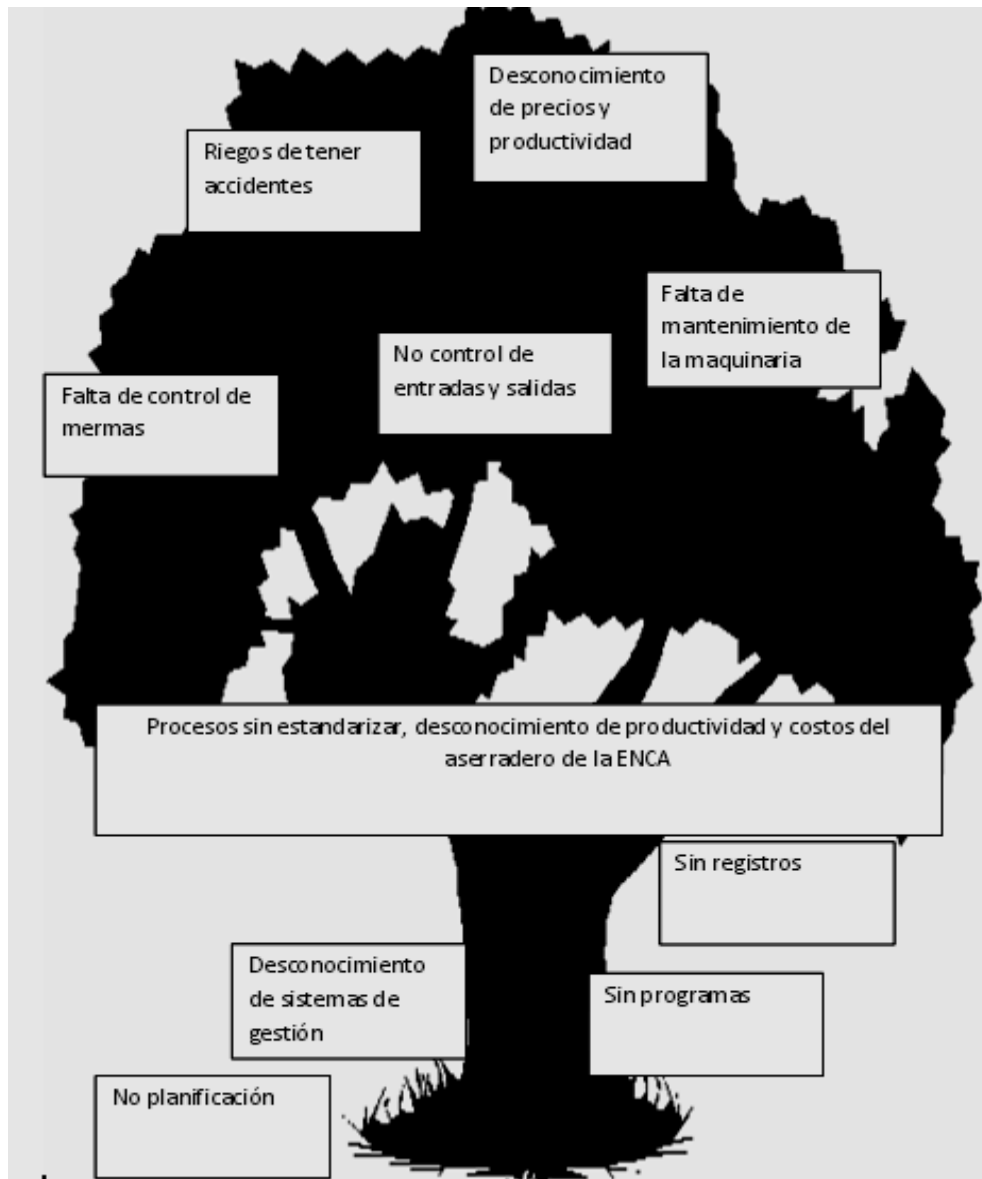 Desconocimiento
de precios y
productividad
Riegos de tener
accidentes
Falta de
mantenimiento de
la maquinaria
No control de
entradas y salidas
Falta de control de
mermas
Procesos sin estandarizar, desconocimiento de productividad y costos del
aserradero de la ENCA
Sin registros
Desconocimiento
de sistemas de
gestión
Sin programas
No planificación